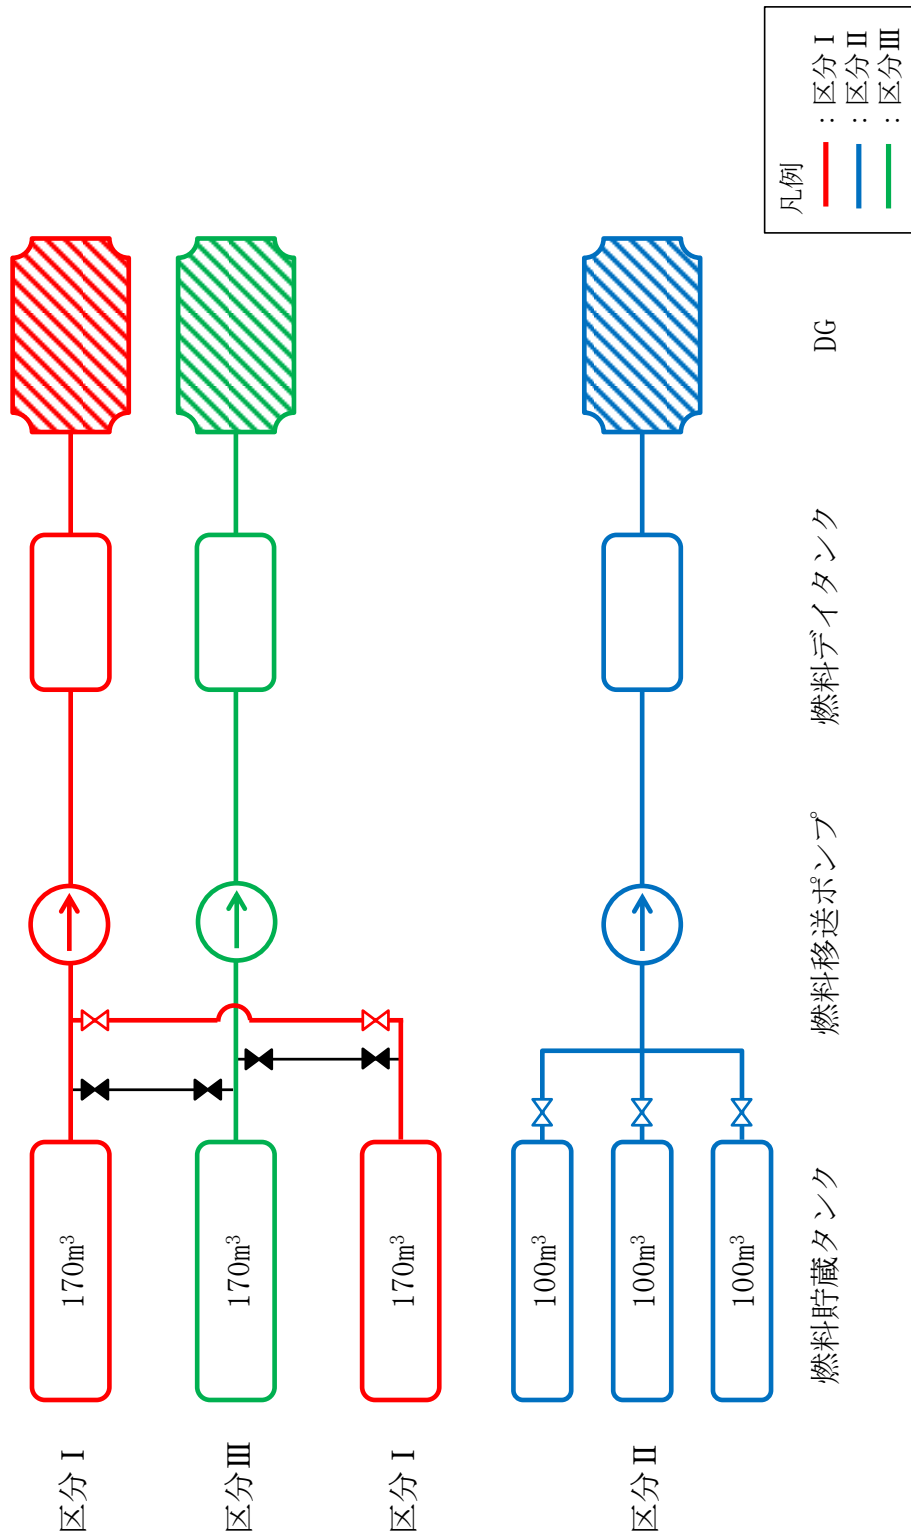 区分Ⅰ
170m³
区分Ⅲ
170m³
区分Ⅰ
170m³
区分Ⅱ
100m³
100m³
100m³
燃料貯蔵タンク
燃料移送ポンプ
燃料デイタンク
DG
凡例
：区分Ⅰ
：区分Ⅱ
：区分Ⅲ